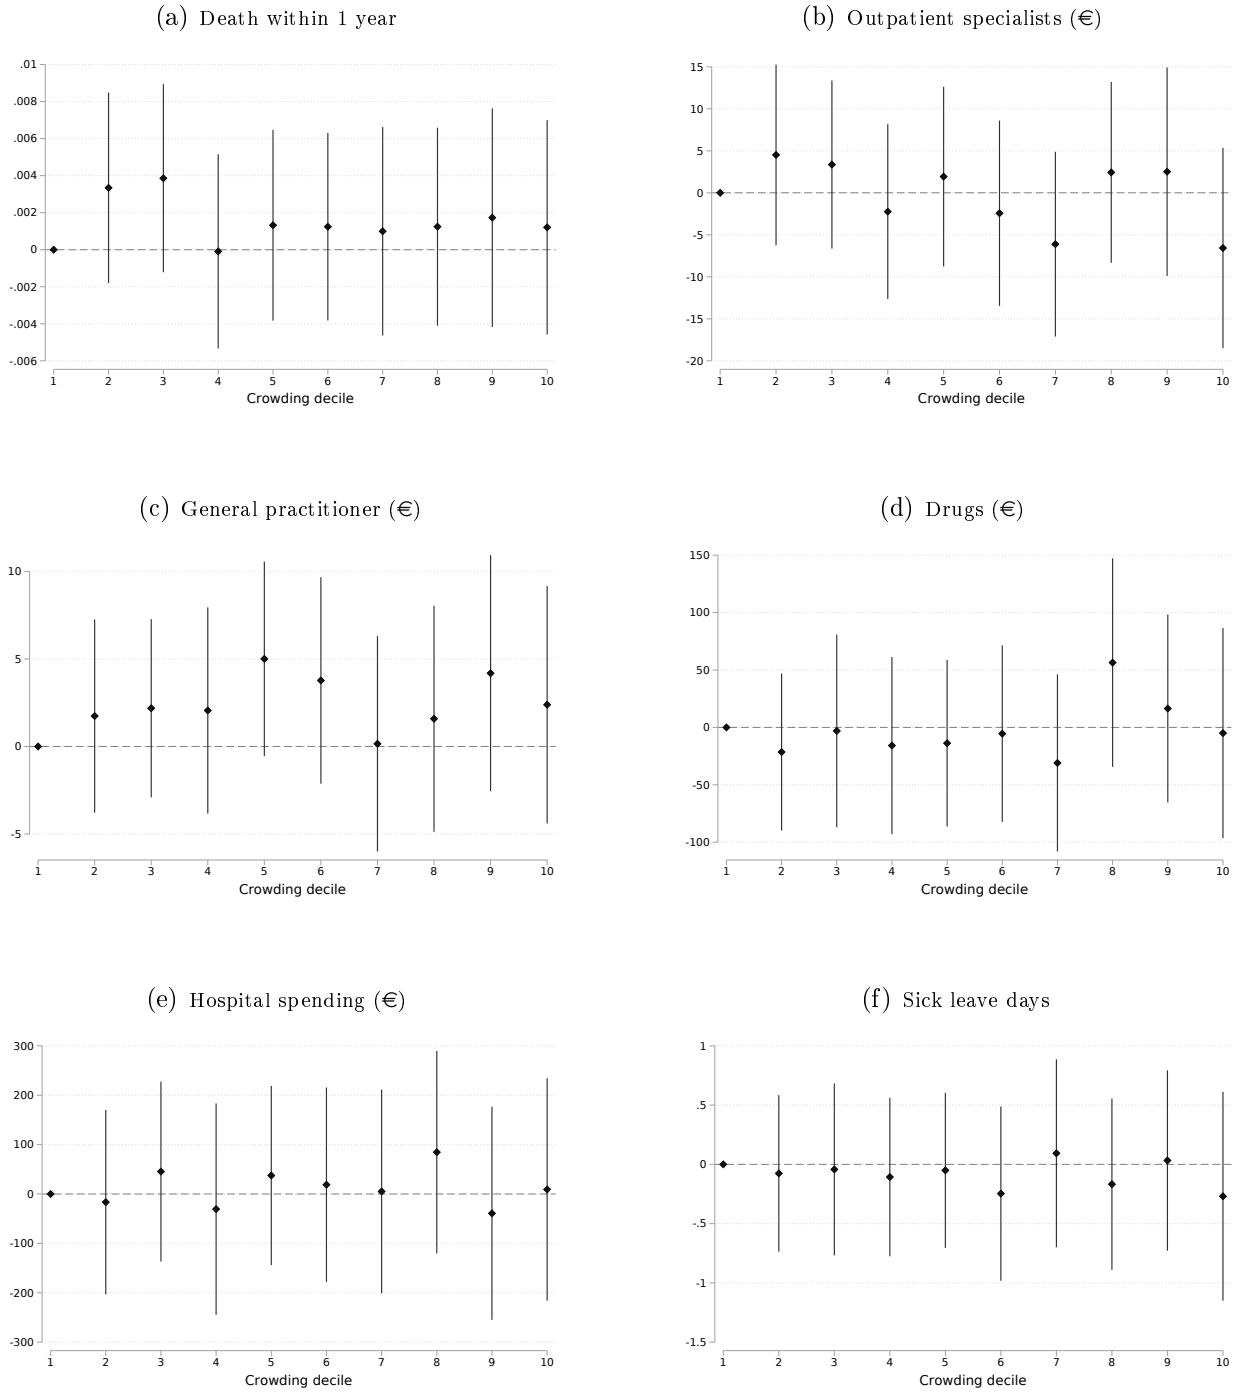 (a) Death within 1 year
.01
.008
.006
.004
.002
0
-.002
-.004
-.006
1 2 3 4 5 6 7 8 9 10
Crowding decile
(b) Outpatient specialists (€)
15
10
5
0
-5
-10
-15
-20
1 2 3 4 5 6 7 8 9 10
Crowding decile
(c) General practitioner (€)
10
5
0
-5
1 2 3 4 5 6 7 8 9 10
Crowding decile
(d) Drugs (€)
150
100
50
0
-50
-100
1 2 3 4 5 6 7 8 9 10
Crowding decile
(e) Hospital spending (€)
300
200
100
0
-100
-200
-300
1 2 3 4 5 6 7 8 9 10
Crowding decile
(f) Sick leave days
1
.5
0
-.5
-1
-1.5
1 2 3 4 5 6 7 8 9 10
Crowding decile